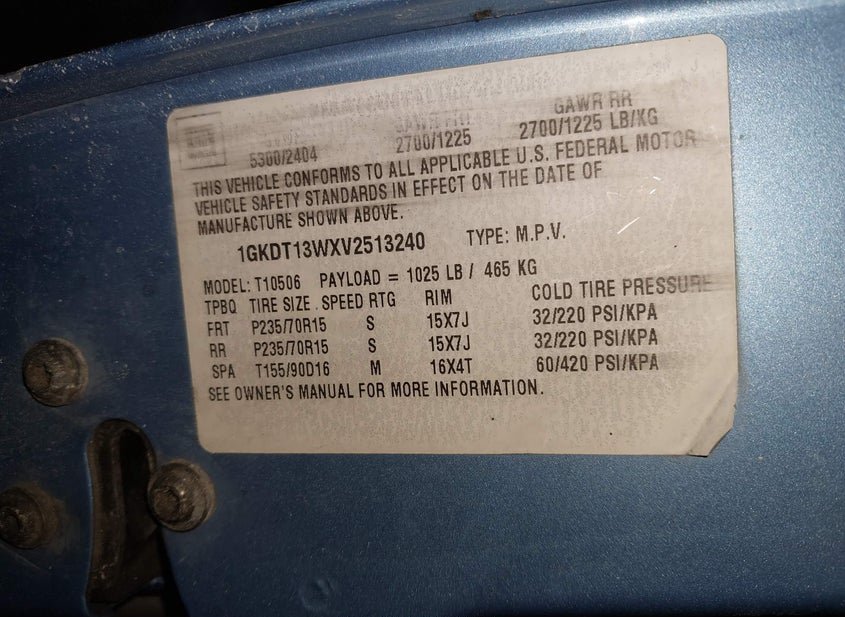 GAWR RR
5300/2404 2700/1225 2700/1225 LB/KG
THIS VEHICLE CONFORMS TO ALL APPLICABLE U.S. FEDERAL MOTOR
VEHICLE SAFETY STANDARDS IN EFFECT ON THE DATE OF
MANUFACTURE SHOWN ABOVE.
1GKDT13WXV2513240 TYPE: M.P.V.
MODEL: T10506 PAYLOAD = 1025 LB / 465 KG
TPBQ TIRE SIZE SPEED RTG RIM COLD TIRE PRESSURE
FRT P235/70R15 S 15X7J 32/220 PSI/KPA
RR P235/70R15 S 15X7J 32/220 PSI/KPA
SPA T155/90D16 M 16X4T 60/420 PSI/KPA
SEE OWNER'S MANUAL FOR MORE INFORMATION.